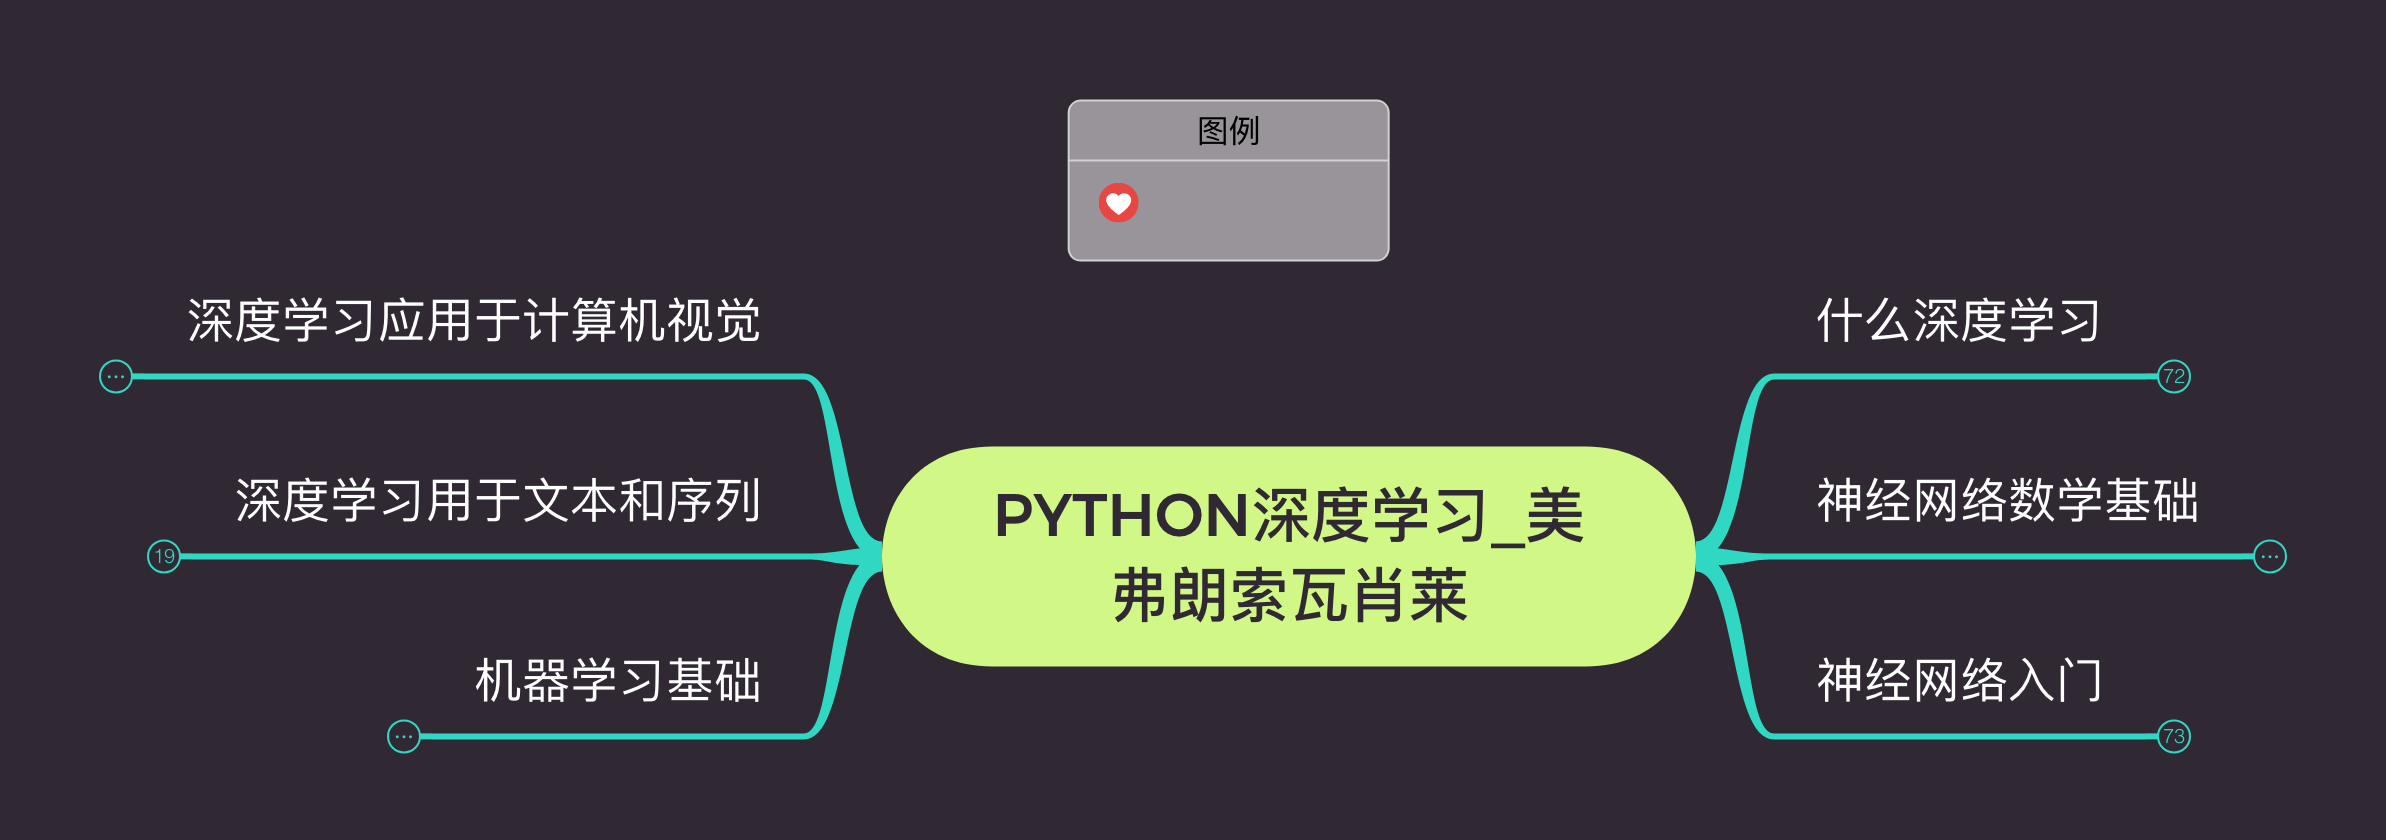 图例
深度学习应用于计算机视觉
什么深度学习
72
PYTHON深度学习_美
弗朗索瓦肖莱
深度学习用于文本和序列
19
神经网络数学基础
机器学习基础
神经网络入门
73